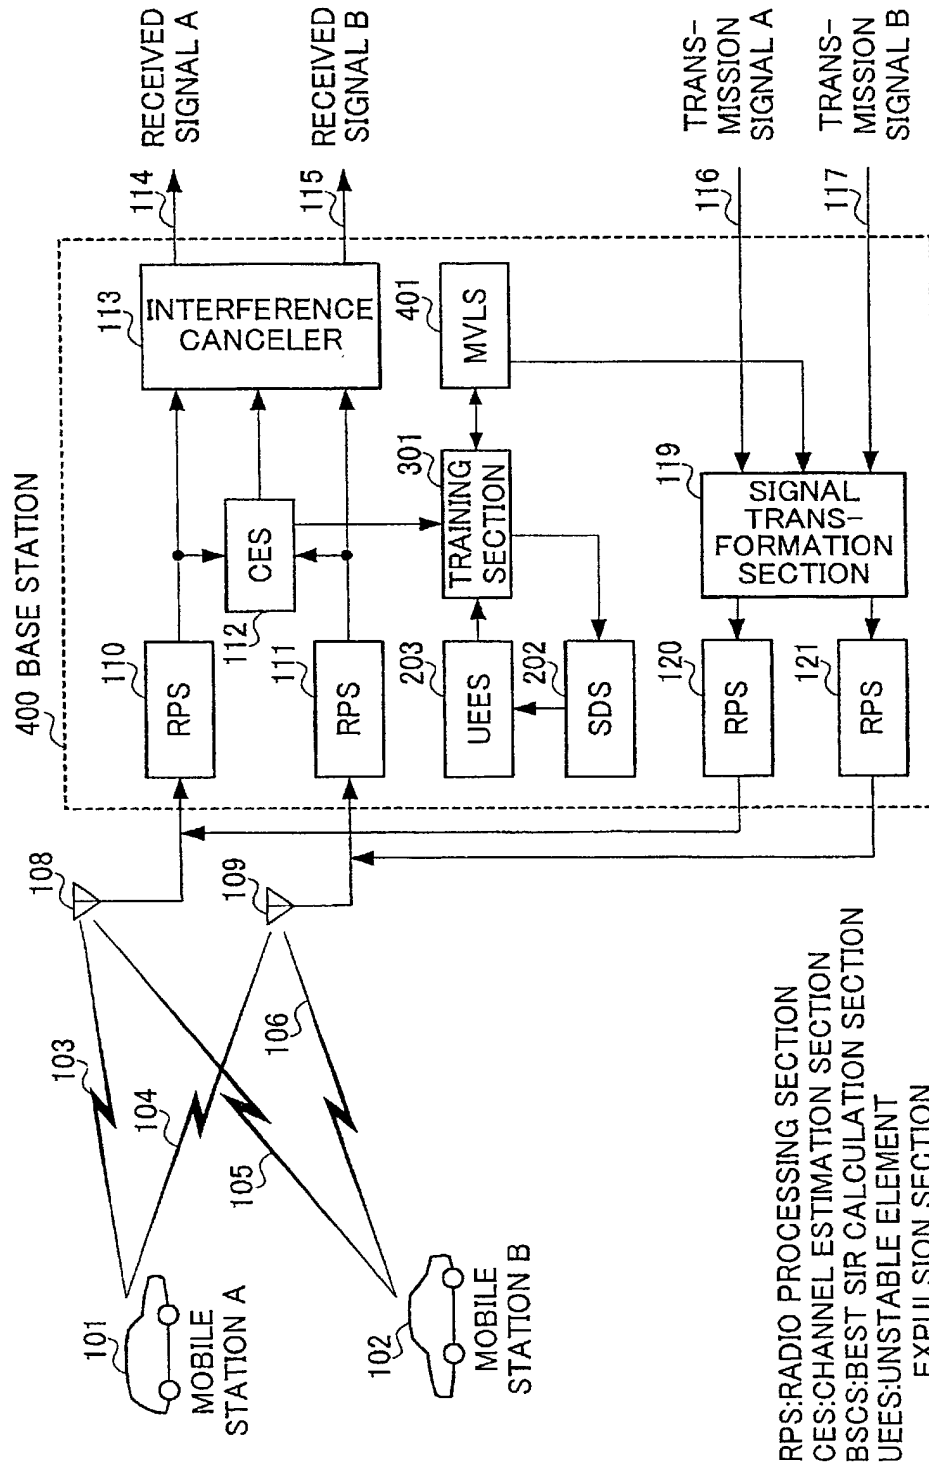 400 BASE STATION
101
MOBILE
STATION A
102
MOBILE
STATION B
103
104
105
106
108
109
110
RPS
111
RPS
112
CES
113
INTERFERENCE
CANCELER
114
RECEIVED
SIGNAL A
115
RECEIVED
SIGNAL B
203
UEES
202
SDS
301
TRAINING
SECTION
401
MVLS
116
TRANS-
MISSION
SIGNAL A
117
TRANS-
MISSION
SIGNAL B
119
SIGNAL
TRANS-
FORMATION
SECTION
120
RPS
121
RPS
RPS:RADIO PROCESSING SECTION
CES:CHANNEL ESTIMATION SECTION
BSCS:BEST SIR CALCULATION SECTION
UEES:UNSTABLE ELEMENT
EXPULSION SECTION